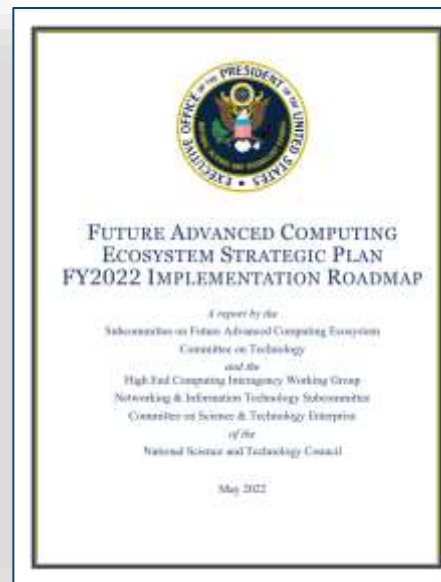 EXECUTIVE OFFICE OF THE PRESIDENT OF THE UNITED STATES
FUTURE ADVANCED COMPUTING
ECOSYSTEM STRATEGIC PLAN
FY2022 IMPLEMENTATION ROADMAP
A report by the
Subcommittee on Future Advanced Computing Ecosystem
Committee on Technology
and the
High End Computing Interagency Working Group
Networking & Information Technology Subcommittee
Committee on Science & Technology Enterprise
of the
National Science and Technology Council
May 2022